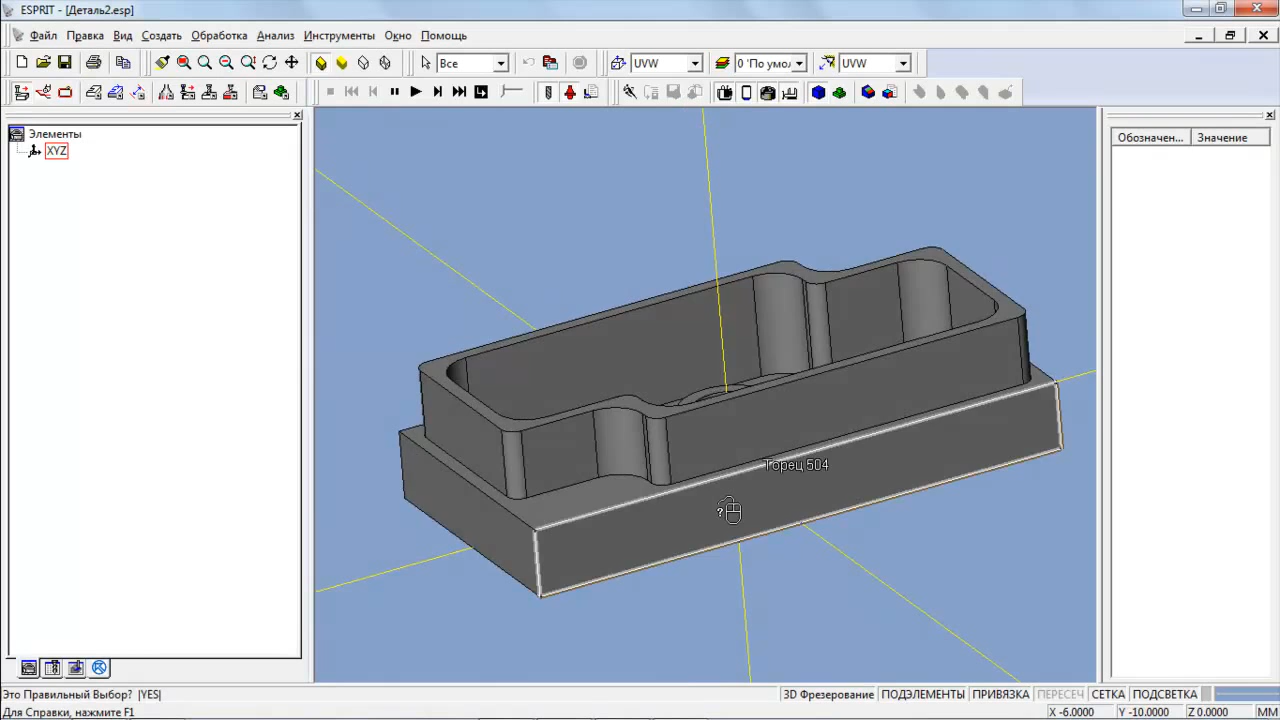 ESPRIT - [Деталь2.esp]
Файл Правка Вид Создать Обработка Анализ Инструменты Окно Помощь
Все UVW 0 'По умол UVW
Элементы
XYZ
Обозначен... Значение
Торец 504
?
Это Правильный Выбор? |YES| 3D Фрезерование ПОДЭЛЕМЕНТЫ ПРИВЯЗКА ПЕРЕСЕЧ СЕТКА ПОДСВЕТКА
Для Справки, нажмите F1 X -6.0000 Y -10.0000 Z 0.0000 ММ